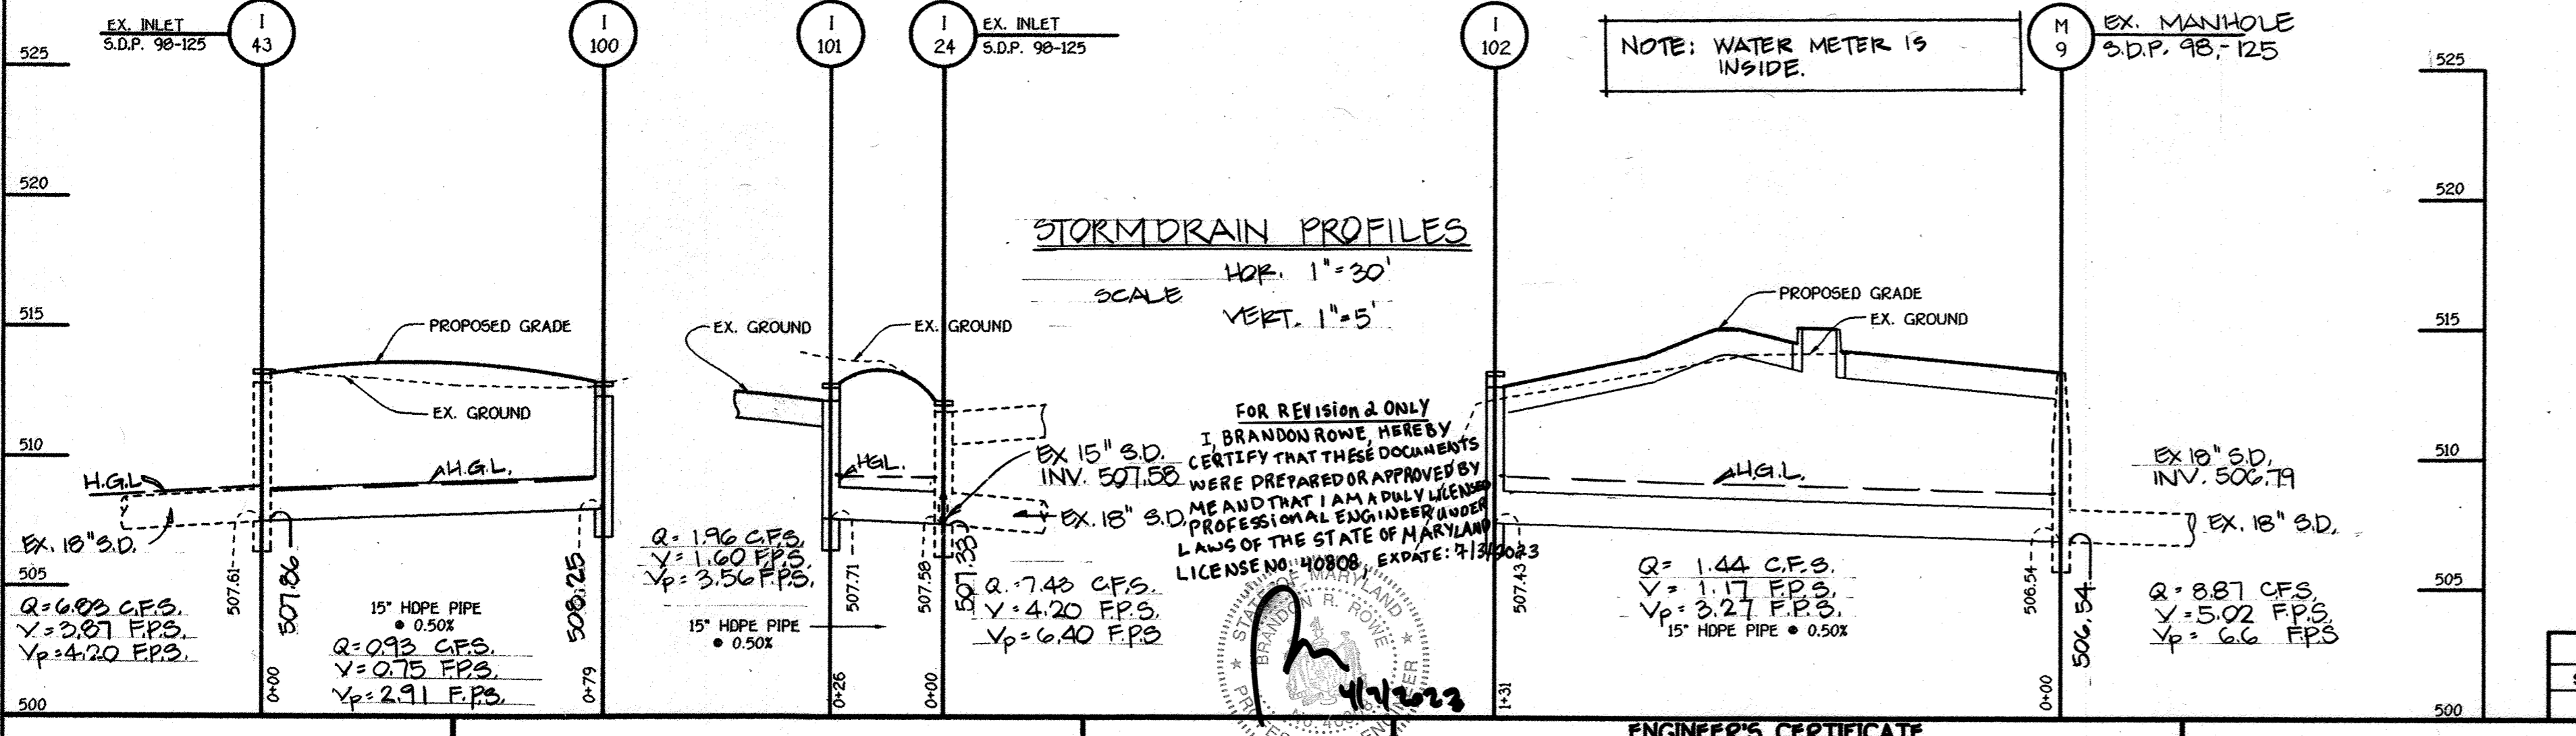 EX. INLET
S.D.P. 98-125
I
43
I
100
I
101
I
24
EX. INLET
S.D.P. 98-125
I
102
NOTE: WATER METER IS
INSIDE.
M
9
EX. MANHOLE
S.D.P. 98-125
525
520
515
510
505
500
525
520
515
510
505
500
STORM DRAIN PROFILES
SCALE
HOR. 1"=30'
VERT. 1"=5'
PROPOSED GRADE
EX. GROUND
H.G.L.
H.G.L.
EX. 18" S.D.
507.61
507.86
508.25
Q=6.83 C.F.S.
V=3.87 F.P.S.
Vp=4.20 F.P.S.
15" HDPE PIPE
● 0.50%
Q=0.93 C.F.S.
V=0.75 F.P.S.
Vp=2.91 F.P.S.
0+00
0+79
EX. GROUND
EX. GROUND
HGL.
EX 15" S.D.
INV. 507.58
EX. 18" S.D.
Q= 1.96 C.F.S.
V= 1.60 F.P.S.
Vp= 3.56 F.P.S.
507.71
507.58
507.33
15" HDPE PIPE
● 0.50%
Q=7.43 C.F.S.
V=4.20 F.P.S.
Vp=6.40 F.P.S
0+26
0+00
FOR REVISION 2 ONLY
I, BRANDON ROWE, HEREBY
CERTIFY THAT THESE DOCUMENTS
WERE PREPARED OR APPROVED BY
ME AND THAT I AM A DULY LICENSED
PROFESSIONAL ENGINEER UNDER
LAWS OF THE STATE OF MARYLAND
LICENSE NO. 40808, EXP DATE:
STATE OF MARYLAND
BRANDON R. ROWE
PROPOSED GRADE
EX. GROUND
H.G.L.
EX 18" S.D.
INV. 506.79
EX. 18" S.D.
507.43
Q= 1.44 C.F.S.
V= 1.17 F.P.S.
Vp= 3.27 F.P.S.
15" HDPE PIPE ● 0.50%
506.54
506.54
Q= 8.87 C.F.S.
V=5.02 F.P.S.
Vp= 6.6 F.P.S
1+31
0+00
ENGINEER'S CERTIFICATE